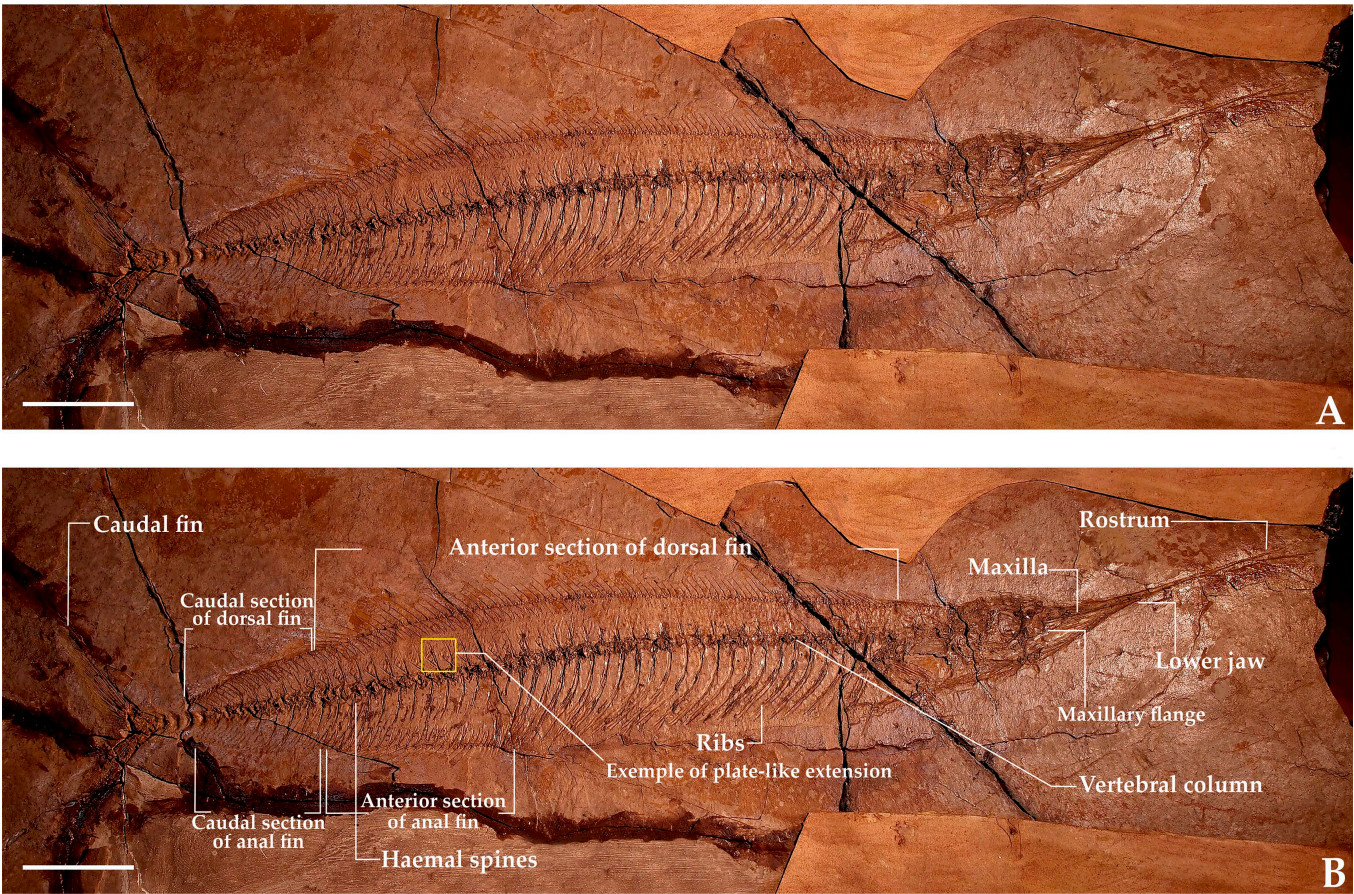 A
Caudal fin
Anterior section of dorsal fin
Rostrum
Maxilla
Caudal section
of dorsal fin
Lower jaw
Maxillary flange
Ribs
Exemple of plate-like extension
Vertebral column
Anterior section
of anal fin
Caudal section
of anal fin
Haemal spines
B